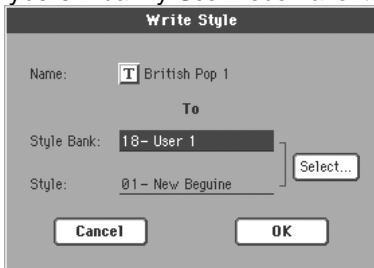 Write Style
Name: T British Pop 1
To
Style Bank: 18- User 1
Select...
Style: 01- New Beguine
Cancel OK